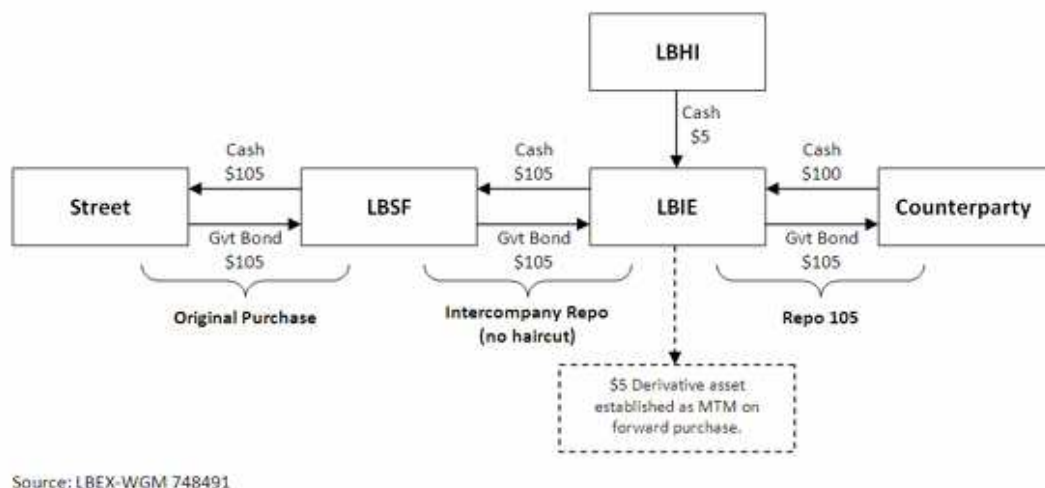 LBHI
Cash
$5
Cash
$105
Cash
$105
Cash
$100
Street
LBSF
LBIE
Counterparty
Gvt Bond
$105
Gvt Bond
$105
Gvt Bond
$105
Original Purchase
Intercompany Repo
(no haircut)
Repo 105
$5 Derivative asset
established as MTM on
forward purchase.
Source: LBEX-WGM 748491